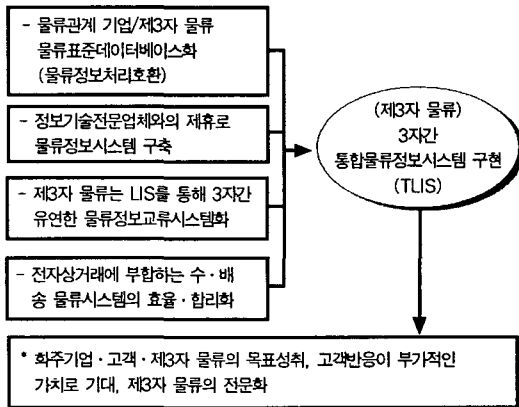 - 물류관계 기업/제3자 물류
물류표준데이터베이스화
(물류정보처리호환)
- 정보기술전문업체와의 제휴로
물류정보시스템 구축
- 제3자 물류는 LIS를 통해 3자간
유연한 물류정보교류시스템화
- 전자상거래에 부합하는 수·배
송 물류시스템의 효율·합리화
(제3자 물류)
3자간
통합물류정보시스템 구현
(TLIS)
* 화주기업·고객·제3자 물류의 목표성취, 고객반응이 부가적인
가치로 기대, 제3자 물류의 전문화